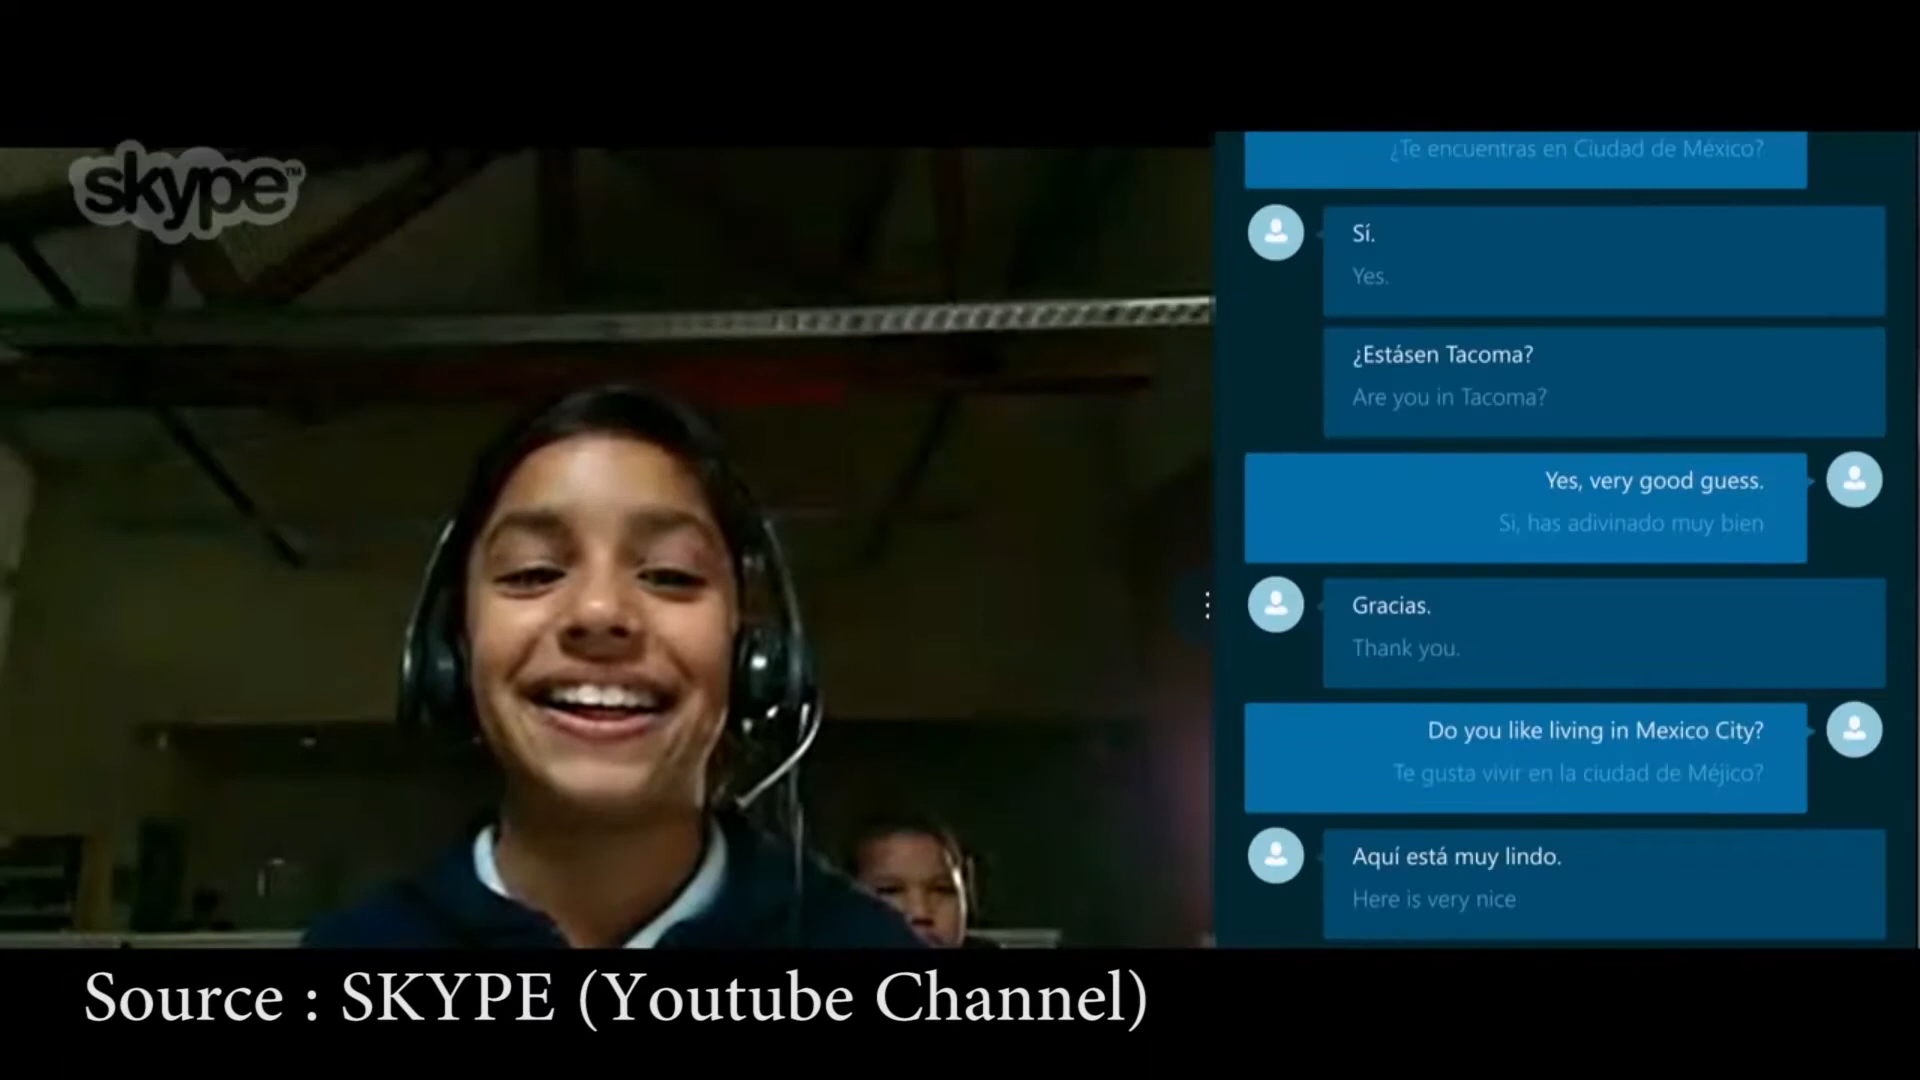 skype™
¿Te encuentras en Ciudad de México?
Sí.
Yes.
¿Estásen Tacoma?
Are you in Tacoma?
Yes, very good guess.
Si, has adivinado muy bien
Gracias.
Thank you.
Do you like living in Mexico City?
Te gusta vivir en la ciudad de Méjico?
Aquí está muy lindo.
Here is very nice
Source : SKYPE (Youtube Channel)